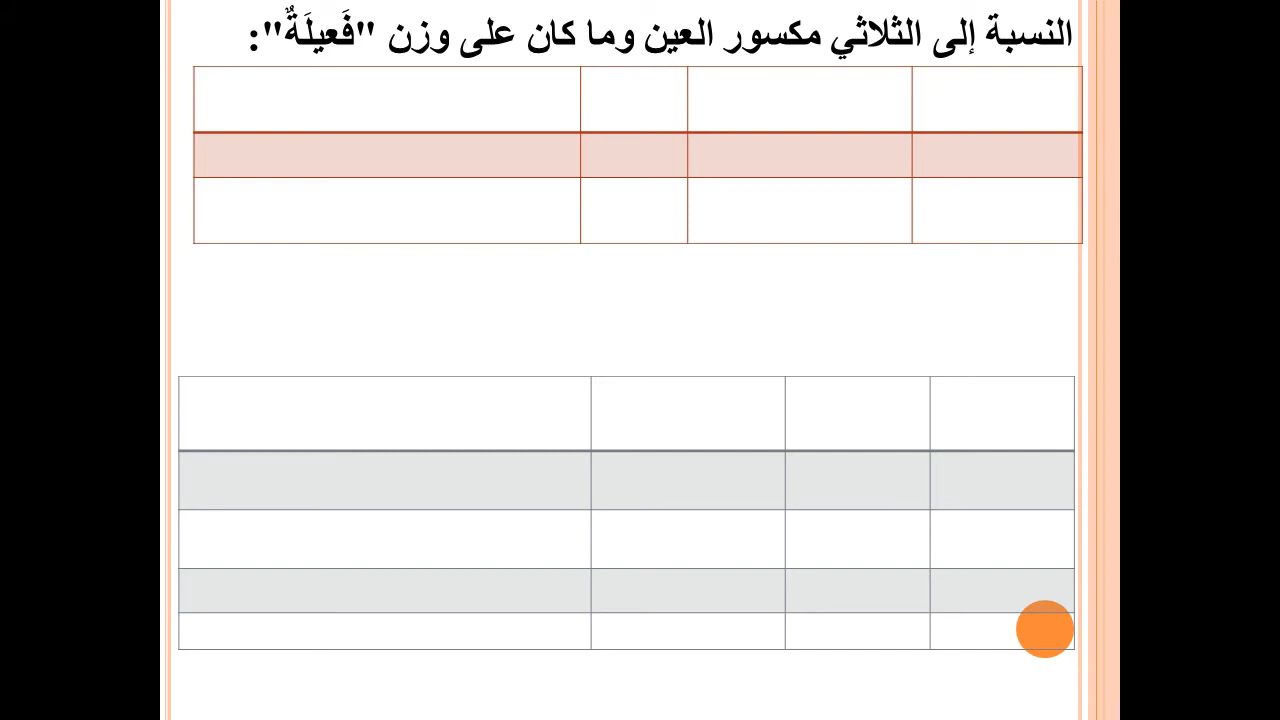 النسبة إلى الثلاثي مكسور العين وما كان على وزن "فَعيلَةٌ":